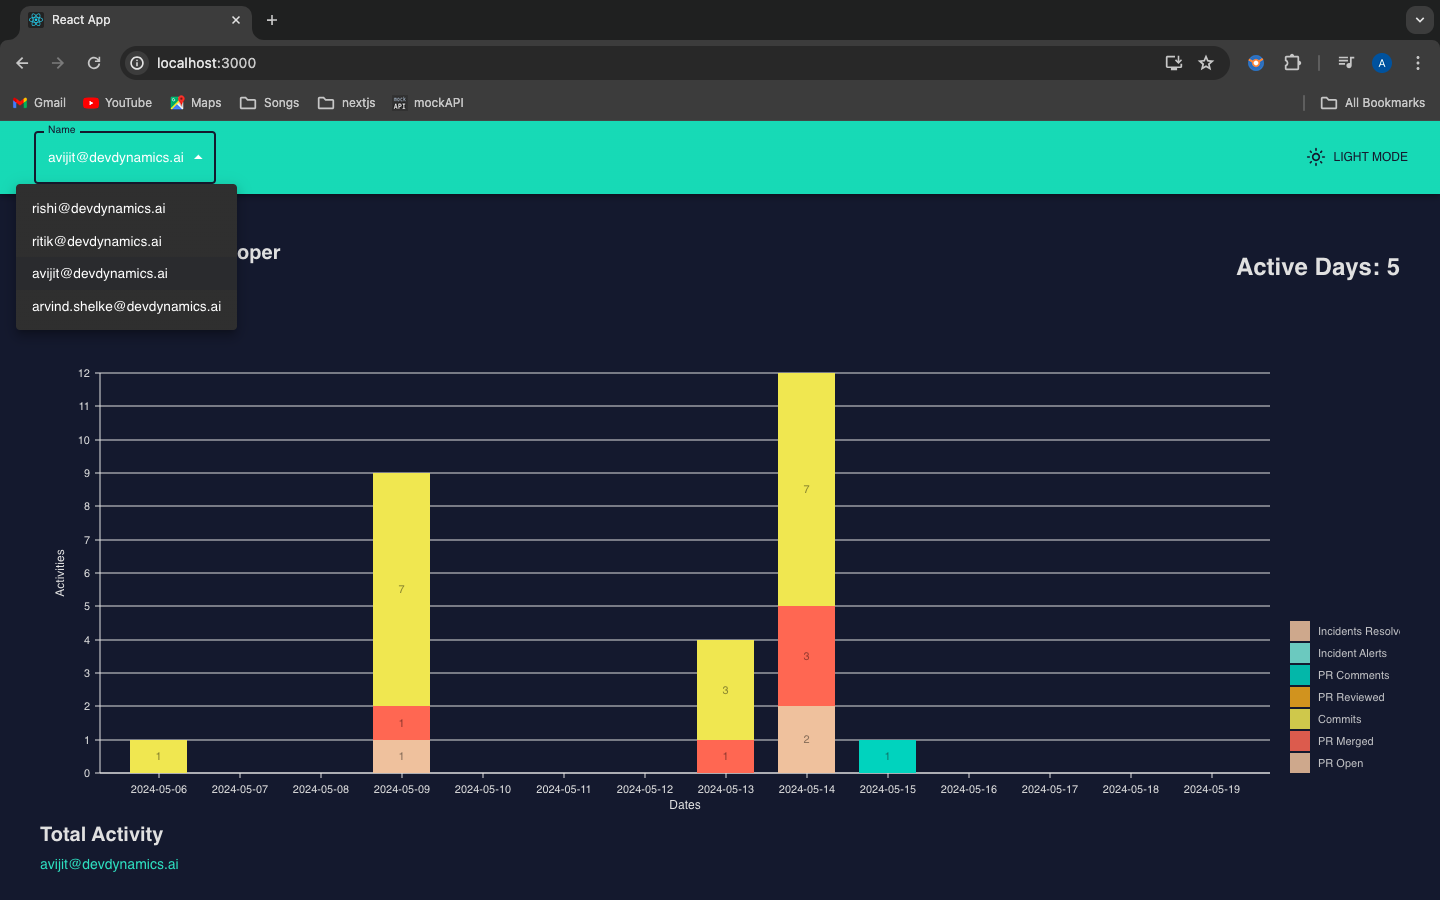 React App
localhost:3000
A
Gmail
YouTube
Maps
Songs
nextjs
mock API
mockAPI
All Bookmarks
Name
avijit@devdynamics.ai
LIGHT MODE
rishi@devdynamics.ai
ritik@devdynamics.ai
avijit@devdynamics.ai
arvind.shelke@devdynamics.ai
oper
Active Days: 5
12
11
10
9
8
7
6
5
4
3
2
1
0
Activities
1
7
1
1
3
1
7
3
2
1
2024-05-06 2024-05-07 2024-05-08 2024-05-09 2024-05-10 2024-05-11 2024-05-12 2024-05-13 2024-05-14 2024-05-15 2024-05-16 2024-05-17 2024-05-18 2024-05-19
Dates
Incidents Resolv
Incident Alerts
PR Comments
PR Reviewed
Commits
PR Merged
PR Open
Total Activity
avijit@devdynamics.ai